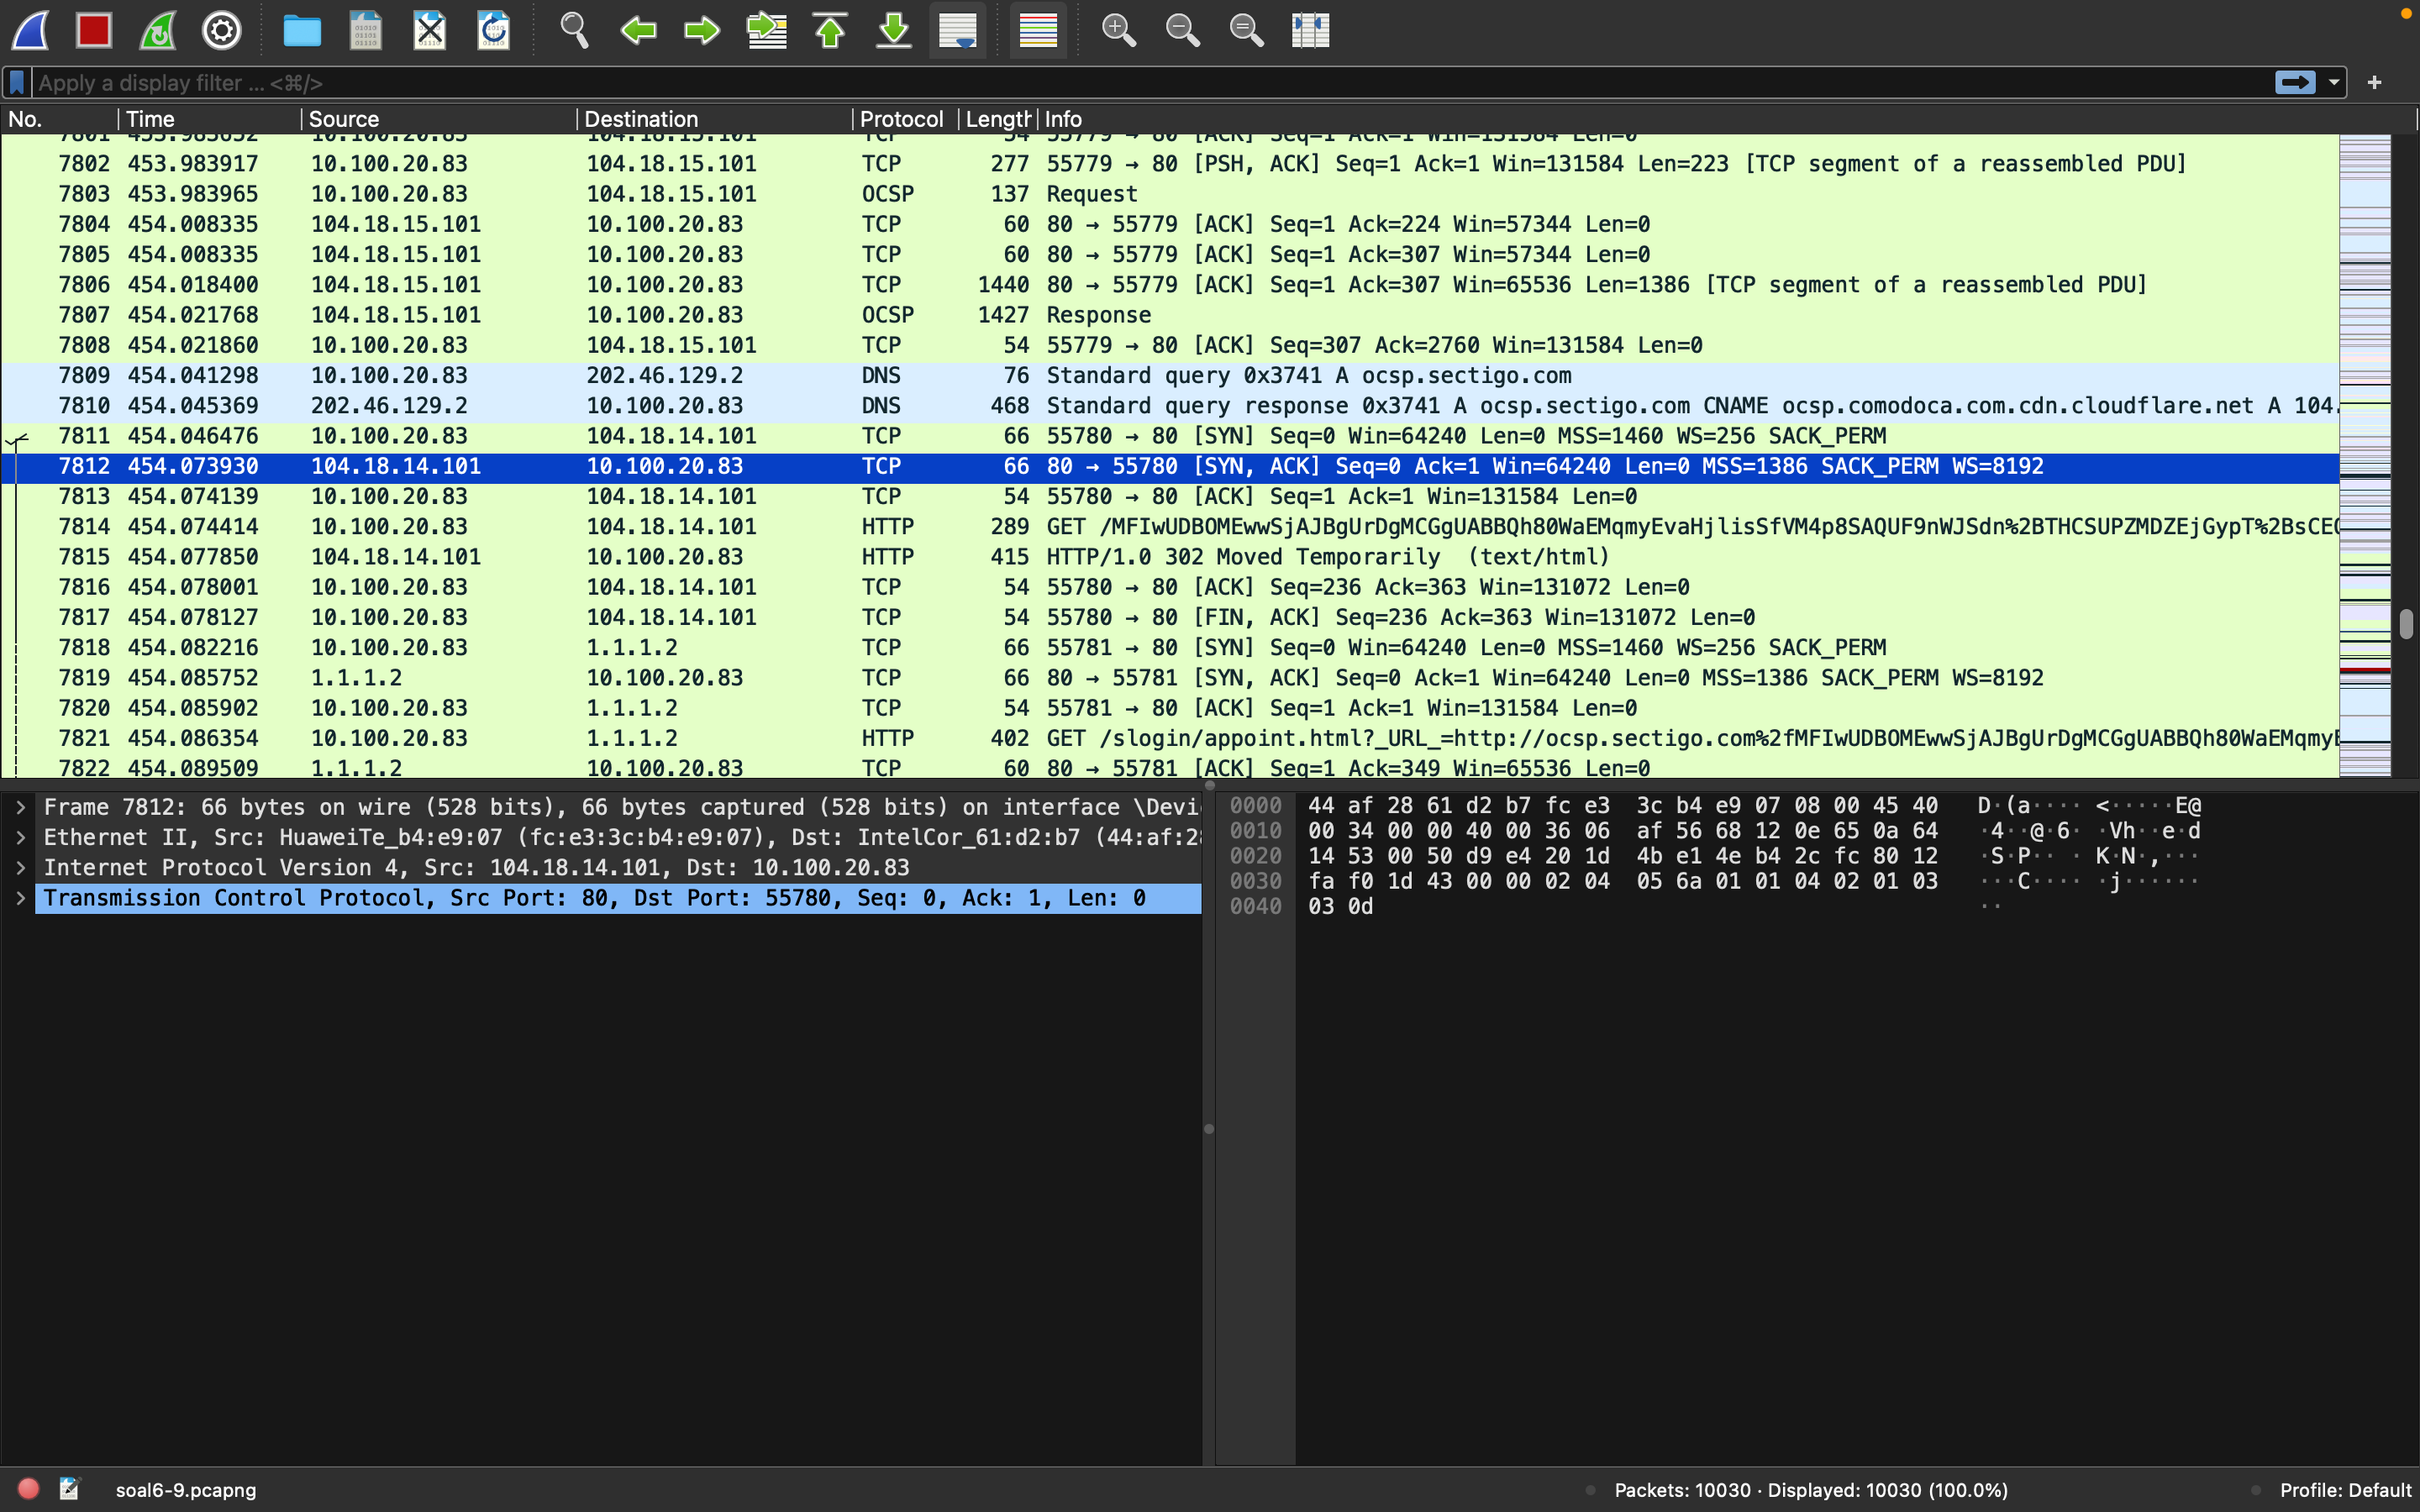 Apply a display filter ... <⌘/>
No. Time Source Destination Protocol Length Info
7801 453.983652 10.100.20.83 104.18.15.101 TCP 54 55779 → 80 [ACK] Seq=1 Ack=1 Win=131584 Len=0
7802 453.983917 10.100.20.83 104.18.15.101 TCP 277 55779 → 80 [PSH, ACK] Seq=1 Ack=1 Win=131584 Len=223 [TCP segment of a reassembled PDU]
7803 453.983965 10.100.20.83 104.18.15.101 OCSP 137 Request
7804 454.008335 104.18.15.101 10.100.20.83 TCP 60 80 → 55779 [ACK] Seq=1 Ack=224 Win=57344 Len=0
7805 454.008335 104.18.15.101 10.100.20.83 TCP 60 80 → 55779 [ACK] Seq=1 Ack=307 Win=57344 Len=0
7806 454.018400 104.18.15.101 10.100.20.83 TCP 1440 80 → 55779 [ACK] Seq=1 Ack=307 Win=65536 Len=1386 [TCP segment of a reassembled PDU]
7807 454.021768 104.18.15.101 10.100.20.83 OCSP 1427 Response
7808 454.021860 10.100.20.83 104.18.15.101 TCP 54 55779 → 80 [ACK] Seq=307 Ack=2760 Win=131584 Len=0
7809 454.041298 10.100.20.83 202.46.129.2 DNS 76 Standard query 0x3741 A ocsp.sectigo.com
7810 454.045369 202.46.129.2 10.100.20.83 DNS 468 Standard query response 0x3741 A ocsp.sectigo.com CNAME ocsp.comodoca.com.cdn.cloudflare.net A 104.
7811 454.046476 10.100.20.83 104.18.14.101 TCP 66 55780 → 80 [SYN] Seq=0 Win=64240 Len=0 MSS=1460 WS=256 SACK_PERM
7812 454.073930 104.18.14.101 10.100.20.83 TCP 66 80 → 55780 [SYN, ACK] Seq=0 Ack=1 Win=64240 Len=0 MSS=1386 SACK_PERM WS=8192
7813 454.074139 10.100.20.83 104.18.14.101 TCP 54 55780 → 80 [ACK] Seq=1 Ack=1 Win=131584 Len=0
7814 454.074414 10.100.20.83 104.18.14.101 HTTP 289 GET /MFIwUDBOMEwwSjAJBgUrDgMCGgUABBQh80WaEMqmyEvaHjlisSfVM4p8SAQUF9nWJSdn%2BTHCSUPZMDZEjGypT%2BsCEQ
7815 454.077850 104.18.14.101 10.100.20.83 HTTP 415 HTTP/1.0 302 Moved Temporarily (text/html)
7816 454.078001 10.100.20.83 104.18.14.101 TCP 54 55780 → 80 [ACK] Seq=236 Ack=363 Win=131072 Len=0
7817 454.078127 10.100.20.83 104.18.14.101 TCP 54 55780 → 80 [FIN, ACK] Seq=236 Ack=363 Win=131072 Len=0
7818 454.082216 10.100.20.83 1.1.1.2 TCP 66 55781 → 80 [SYN] Seq=0 Win=64240 Len=0 MSS=1460 WS=256 SACK_PERM
7819 454.085752 1.1.1.2 10.100.20.83 TCP 66 80 → 55781 [SYN, ACK] Seq=0 Ack=1 Win=64240 Len=0 MSS=1386 SACK_PERM WS=8192
7820 454.085902 10.100.20.83 1.1.1.2 TCP 54 55781 → 80 [ACK] Seq=1 Ack=1 Win=131584 Len=0
7821 454.086354 10.100.20.83 1.1.1.2 HTTP 402 GET /slogin/appoint.html?_URL_=http://ocsp.sectigo.com%2fMFIwUDBOMEwwSjAJBgUrDgMCGgUABBQh80WaEMqmyE
7822 454.089509 1.1.1.2 10.100.20.83 TCP 60 80 → 55781 [ACK] Seq=1 Ack=349 Win=65536 Len=0
Frame 7812: 66 bytes on wire (528 bits), 66 bytes captured (528 bits) on interface \Devi
Ethernet II, Src: HuaweiTe_b4:e9:07 (fc:e3:3c:b4:e9:07), Dst: IntelCor_61:d2:b7 (44:af:28
Internet Protocol Version 4, Src: 104.18.14.101, Dst: 10.100.20.83
Transmission Control Protocol, Src Port: 80, Dst Port: 55780, Seq: 0, Ack: 1, Len: 0
0000 44 af 28 61 d2 b7 fc e3 3c b4 e9 07 08 00 45 40 D·(a···· <·····E@
0010 00 34 00 00 40 00 36 06 af 56 68 12 0e 65 0a 64 ·4··@·6· ·Vh··e·d
0020 14 53 00 50 d9 e4 20 1d 4b e1 4e b4 2c fc 80 12 ·S·P·· · K·N·,···
0030 fa f0 1d 43 00 00 02 04 05 6a 01 01 04 02 01 03 ···C···· ·j······
0040 03 0d ··
soal6-9.pcapng
Packets: 10030 · Displayed: 10030 (100.0%)
Profile: Default